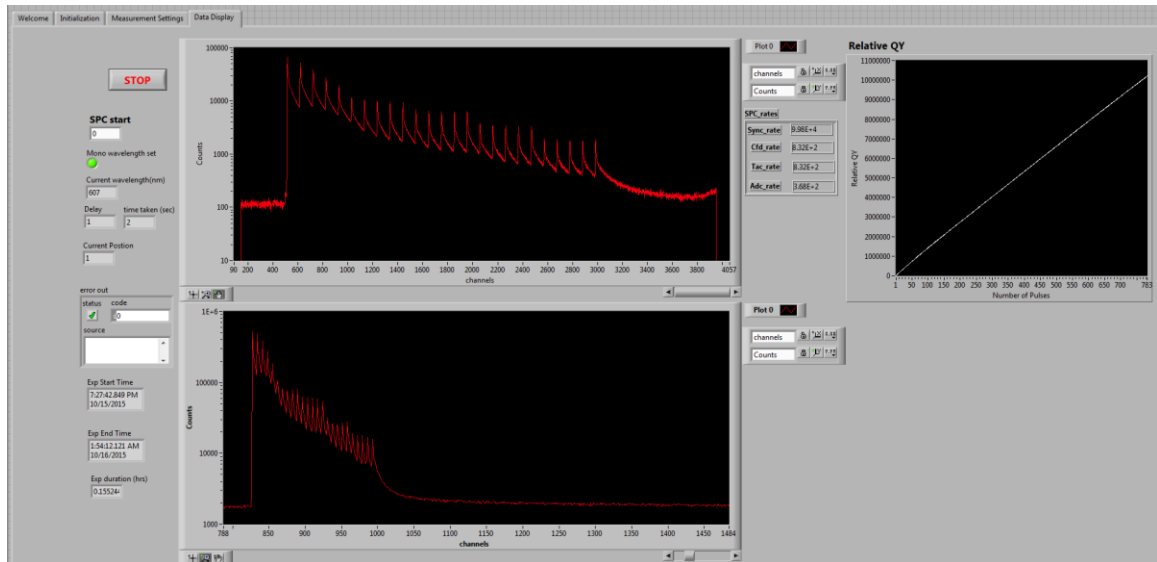 Welcome Initialization Measurement Settings Data Display
STOP
SPC start
0
Mono wavelength set
Current wavelength(nm)
607
Delay time taken (sec)
1 2
Current Postion
1
error out
status code
0
source
Exp Start Time
7:27:42.849 PM
10/15/2015
Exp End Time
1:54:12.121 AM
10/16/2015
Exp duration (hrs)
0.15524
100000
10000
1000
100
10
Counts
90 200 400 600 800 1000 1200 1400 1600 1800 2000 2200 2400 2600 2800 3000 3200 3400 3600 3800 4057
channels
Plot 0
channels
Counts
SPC_rates
Sync_rate 9.98E+4
Cfd_rate 8.32E+2
Tac_rate 8.32E+2
Adc_rate 3.68E+2
1E+6
100000
10000
1000
Counts
788 850 900 950 1000 1050 1100 1150 1200 1250 1300 1350 1400 1450 1484
channels
Plot 0
channels
Counts
Relative QY
11000000
10000000
9000000
8000000
7000000
6000000
5000000
4000000
3000000
2000000
1000000
0
Relative QY
1 50 100 150 200 250 300 350 400 450 500 550 600 650 700 783
Number of Pulses